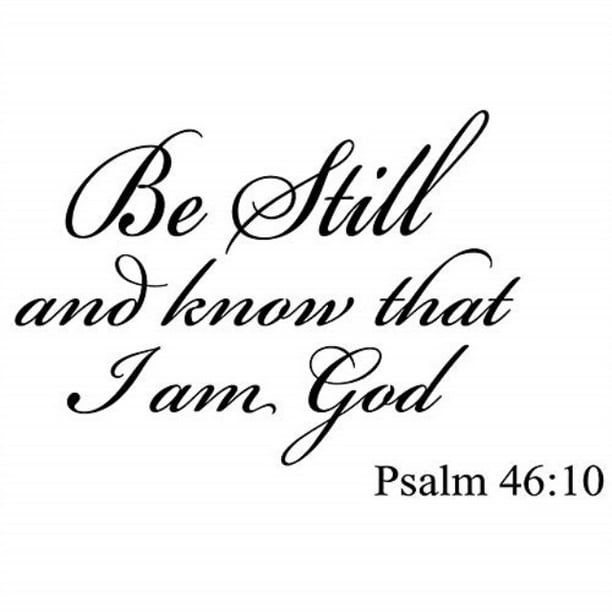 Be Still
and know that
I am God
Psalm 46:10